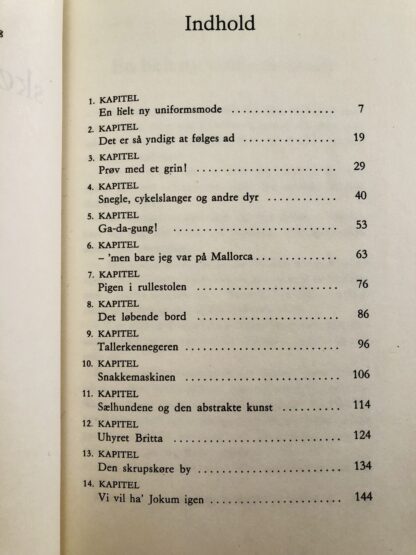 8
Indhold
1. KAPITEL
En helt ny uniformsmode .................. 7
2. KAPITEL
Det er så yndigt at følges ad ................ 19
3. KAPITEL
Prøv med et grin! ....................... 29
4. KAPITEL
Snegle, cykelslanger og andre dyr ............ 40
5. KAPITEL
Ga-da-gung! .......................... 53
6. KAPITEL
– 'men bare jeg var på Mallorca ... .......... 63
7. KAPITEL
Pigen i rullestolen ....................... 76
8. KAPITEL
Det løbende bord ....................... 86
9. KAPITEL
Tallerkennegeren ........................ 96
10. KAPITEL
Snakkemaskinen ........................ 106
11. KAPITEL
Sælhundene og den abstrakte kunst .......... 114
12. KAPITEL
Uhyret Britta .......................... 124
13. KAPITEL
Den skrupskøre by ...................... 134
14. KAPITEL
Vi vil ha' Jokum igen .................... 144